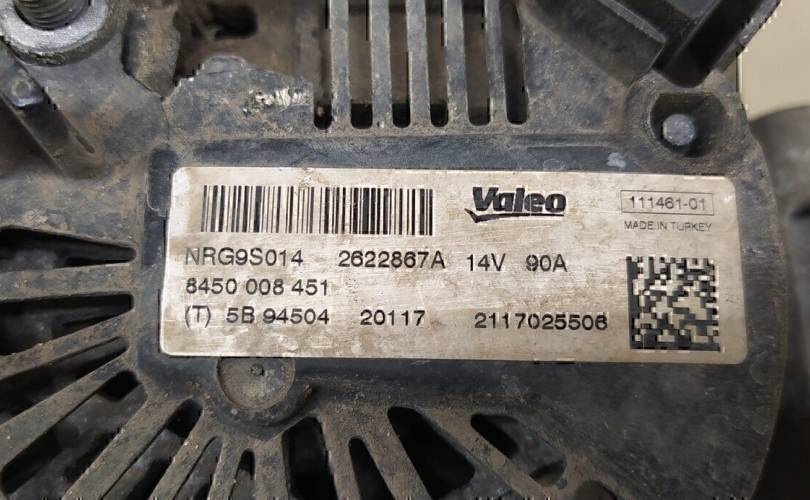 Valeo 111461-01
MADE IN TURKEY
NRG9S014 2622867A 14V 90A
8450 008 451
(T) 5B 94504 20117 2117025506